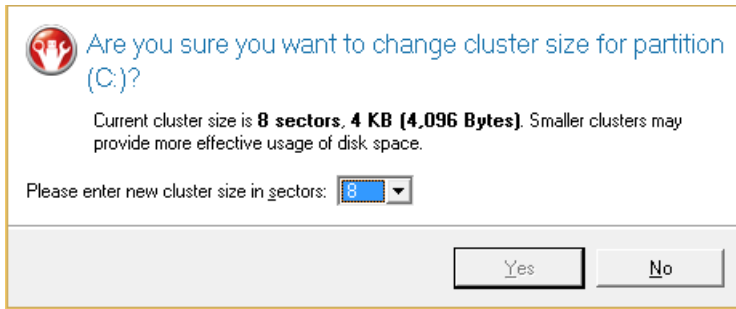 Are you sure you want to change cluster size for partition
(C:)?
Current cluster size is 8 sectors, 4 KB (4,096 Bytes). Smaller clusters may
provide more effective usage of disk space.
Please enter new cluster size in sectors: 8
Yes No